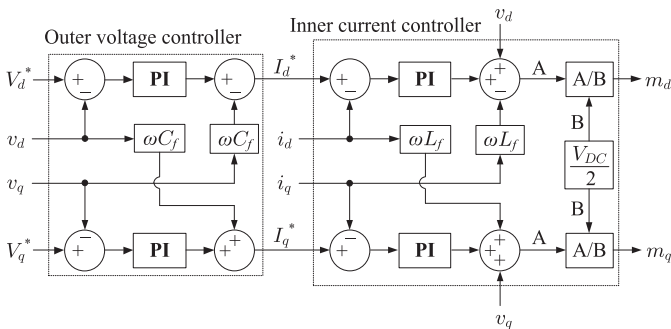 Outer voltage controller
Inner current controller
v_d
V_d^* + − PI + − I_d^* + − PI + + − A A/B m_d
B
v_d ωC_f ωC_f i_d ωL_f ωL_f V_DC/2
v_q i_q
B
V_q^* + − PI + + I_q^* + − PI + + + A A/B m_q
v_q